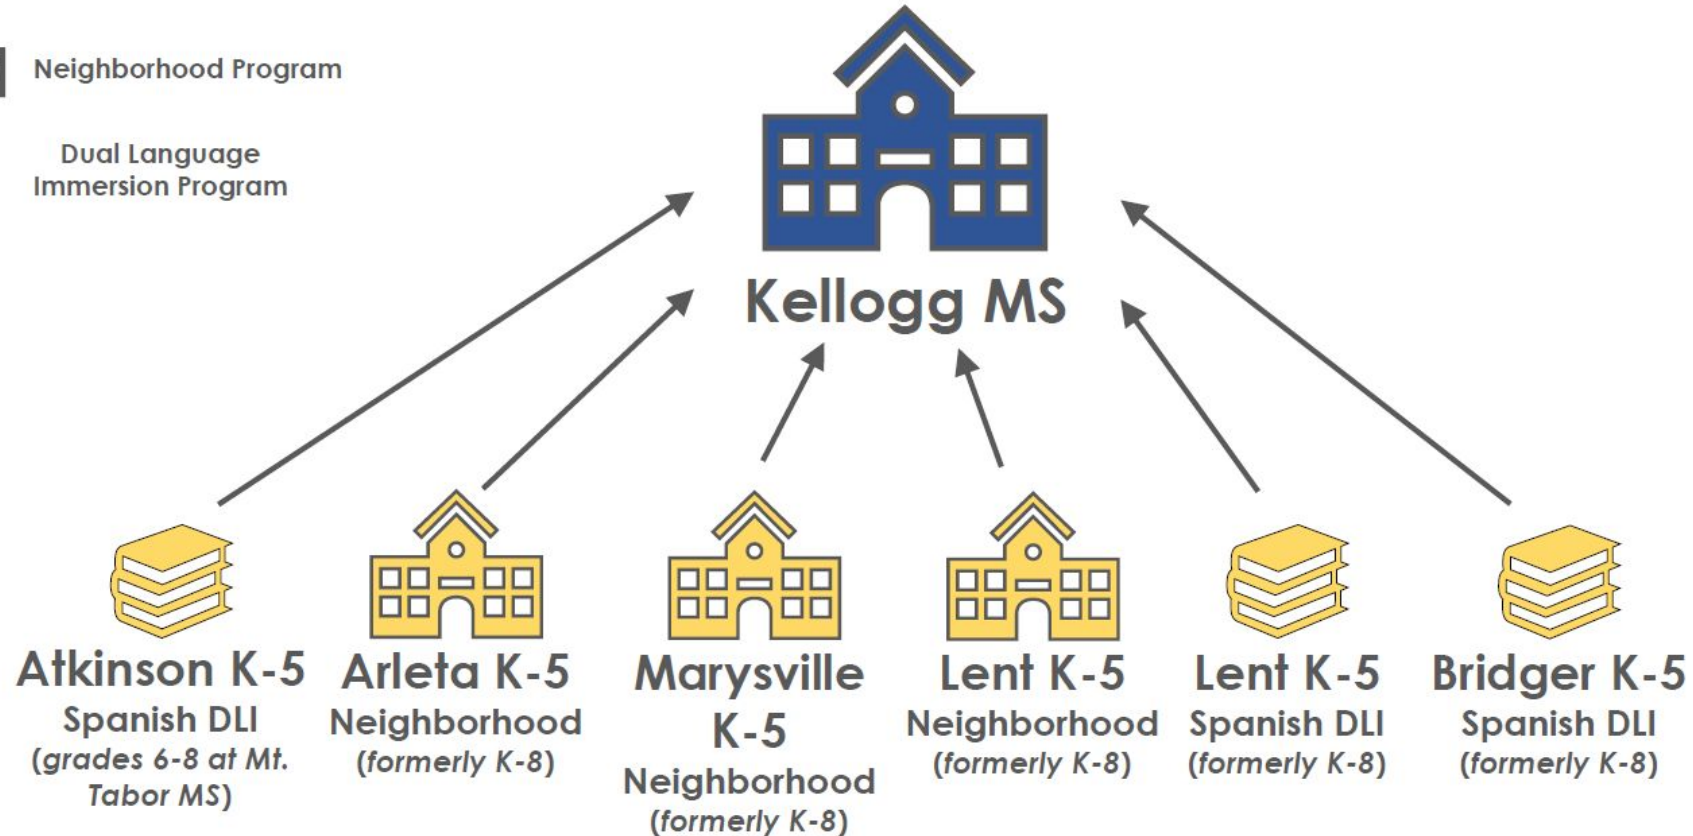 Neighborhood Program
Dual Language
Immersion Program
Kellogg MS
Atkinson K-5
Spanish DLI
(grades 6-8 at Mt.
Tabor MS)
Arleta K-5
Neighborhood
(formerly K-8)
Marysville
K-5
Neighborhood
(formerly K-8)
Lent K-5
Neighborhood
(formerly K-8)
Lent K-5
Spanish DLI
(formerly K-8)
Bridger K-5
Spanish DLI
(formerly K-8)